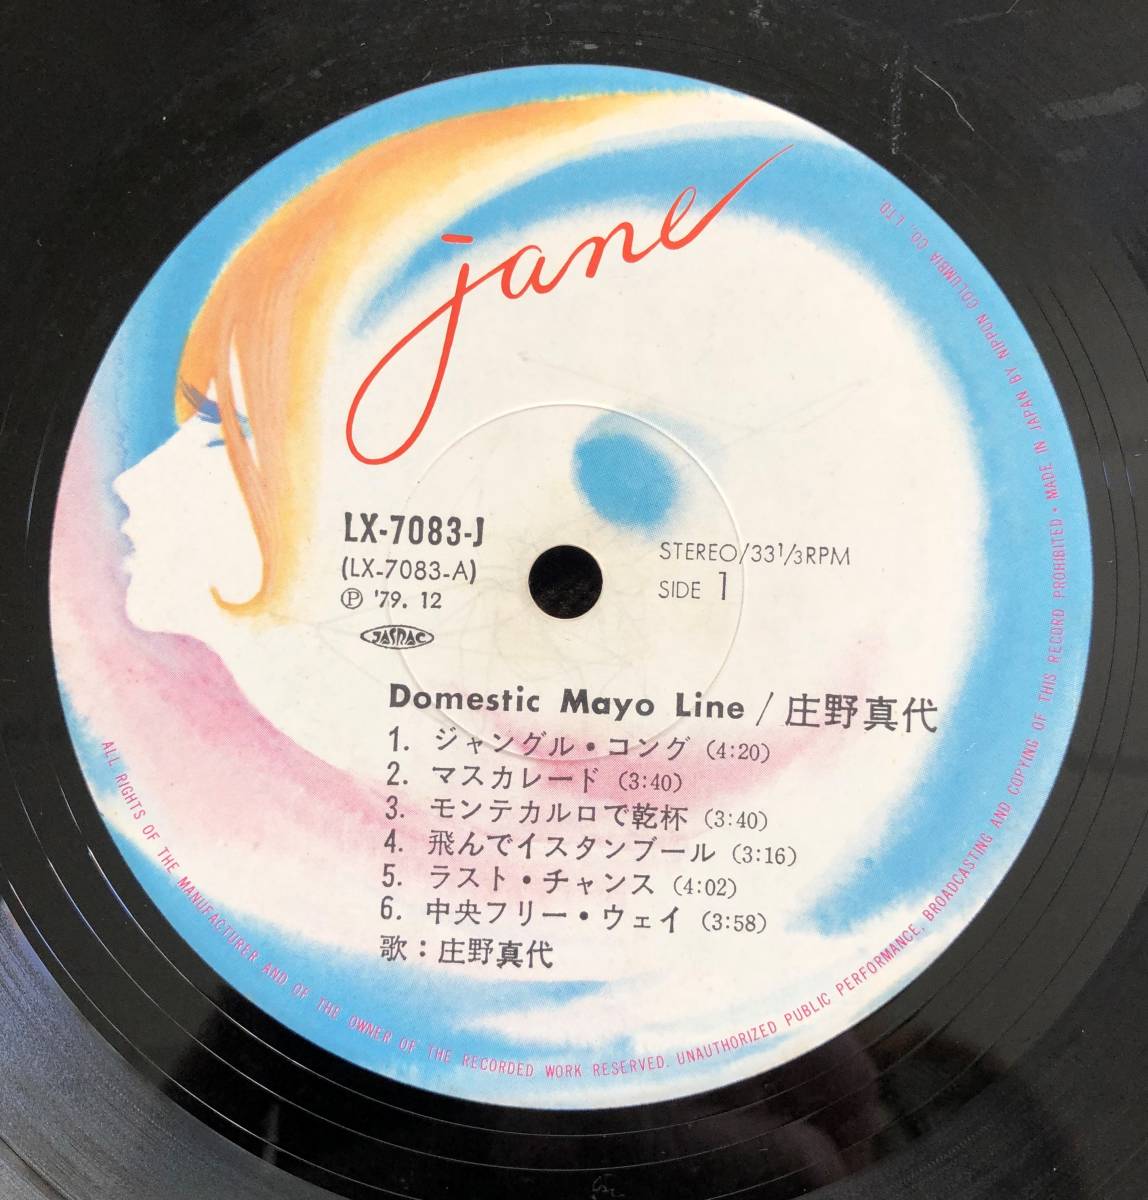 jane
LX-7083-J
(LX-7083-A)
Ⓟ '79. 12
JASRAC
STEREO/33 1/3 RPM
SIDE 1
Domestic Mayo Line / 庄野真代
1. ジャングル・コング (4:20)
2. マスカレード (3:40)
3. モンテカルロで乾杯 (3:40)
4. 飛んでイスタンブール (3:16)
5. ラスト・チャンス (4:02)
6. 中央フリー・ウェイ (3:58)
歌：庄野真代
ALL RIGHTS OF THE MANUFACTURER AND OF THE OWNER OF THE RECORDED WORK RESERVED. UNAUTHORIZED PUBLIC PERFORMANCE, BROADCASTING AND COPYING OF THIS RECORD PROHIBITED • MADE IN JAPAN BY NIPPON COLUMBIA CO., LTD.